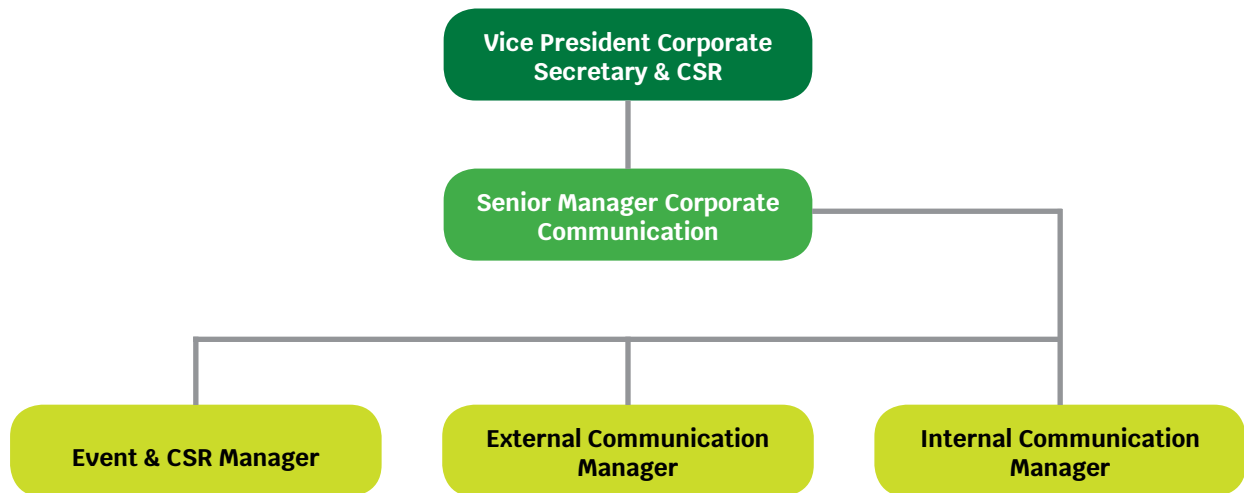 Vice President Corporate
Secretary & CSR
Senior Manager Corporate
Communication
Event & CSR Manager
External Communication
Manager
Internal Communication
Manager